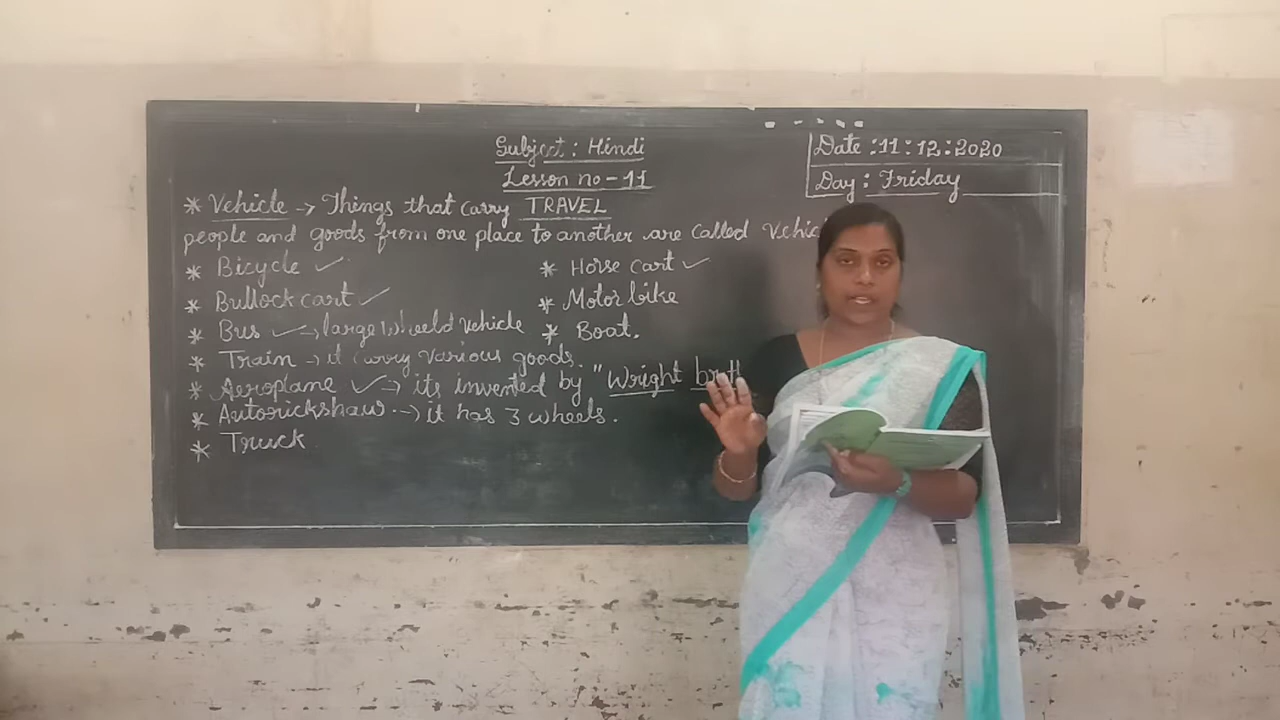 Subject : Hindi
Lesson no - 11
Date : 11:12:2020
Day : Friday
* Vehicle -> Things that carry TRAVEL
people and goods from one place to another are called
* Bicycle ✓
* Horse cart ✓
* Bullock cart ✓
* Motor bike
* Bus ✓ -> large wheeld vehicle
* Boat.
* Train -> it carry various goods.
* Aeroplane ✓ -> its invented by "Wright
* Autorickshaw. -> it has 3 wheels.
* Truck